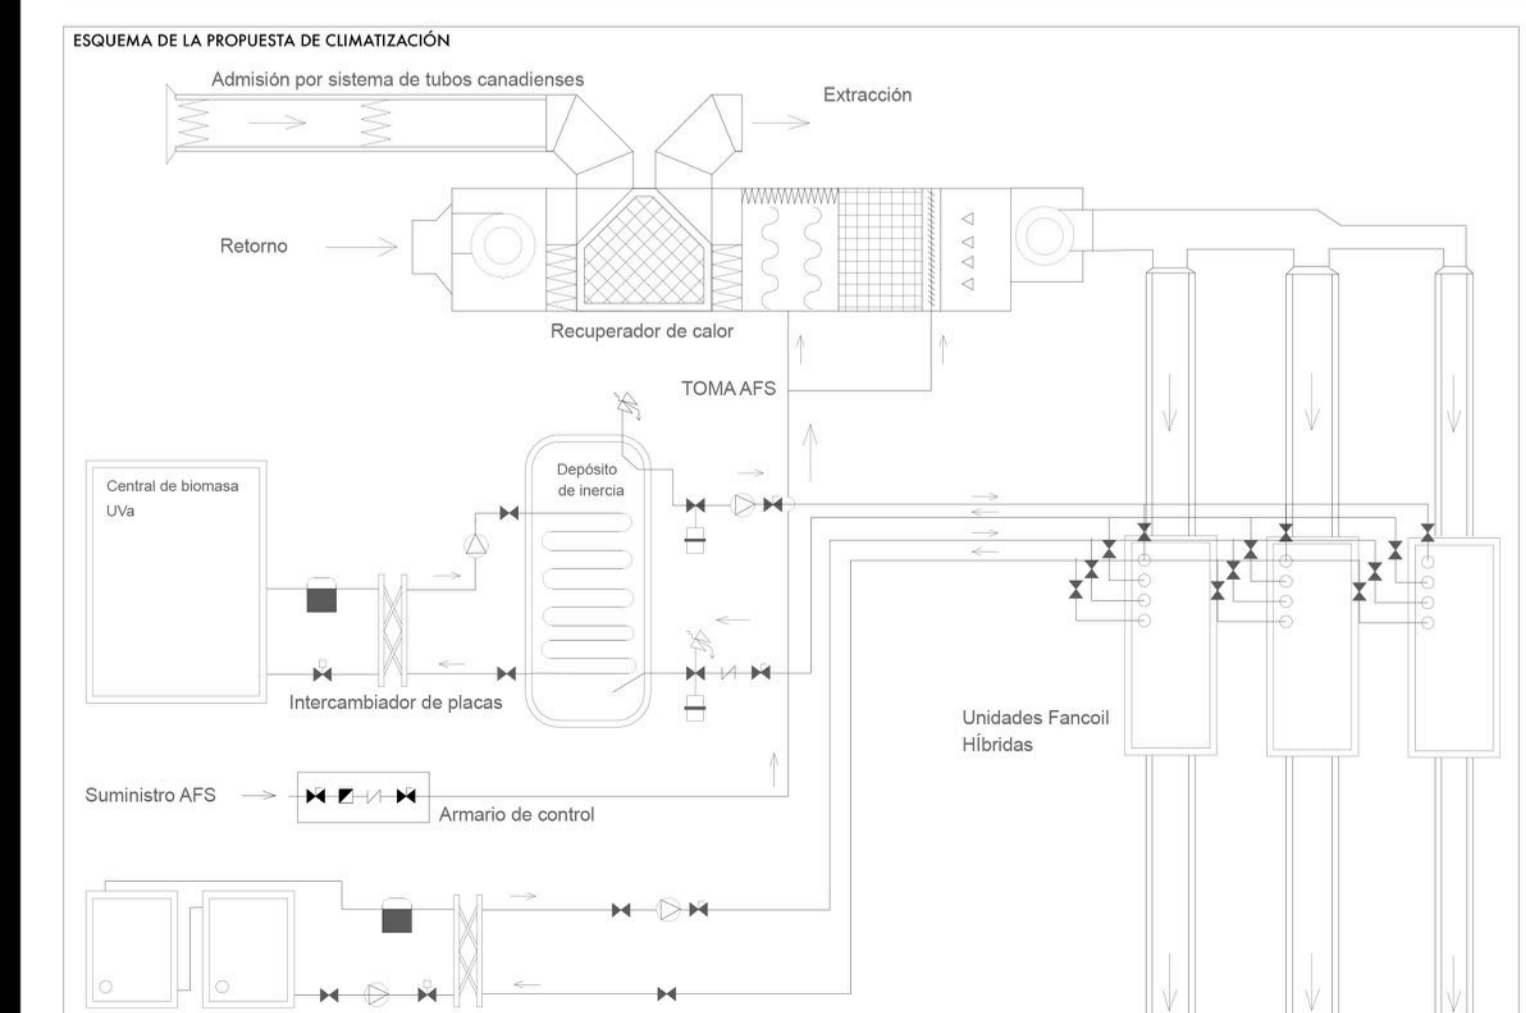 ESQUEMA DE LA PROPUESTA DE CLIMATIZACIÓN
Admisión por sistema de tubos canadienses
Extracción
Retorno
Recuperador de calor
TOMA AFS
Depósito
de inercia
Central de biomasa
UVa
Intercambiador de placas
Unidades Fancoil
HÍbridas
Suministro AFS
Armario de control